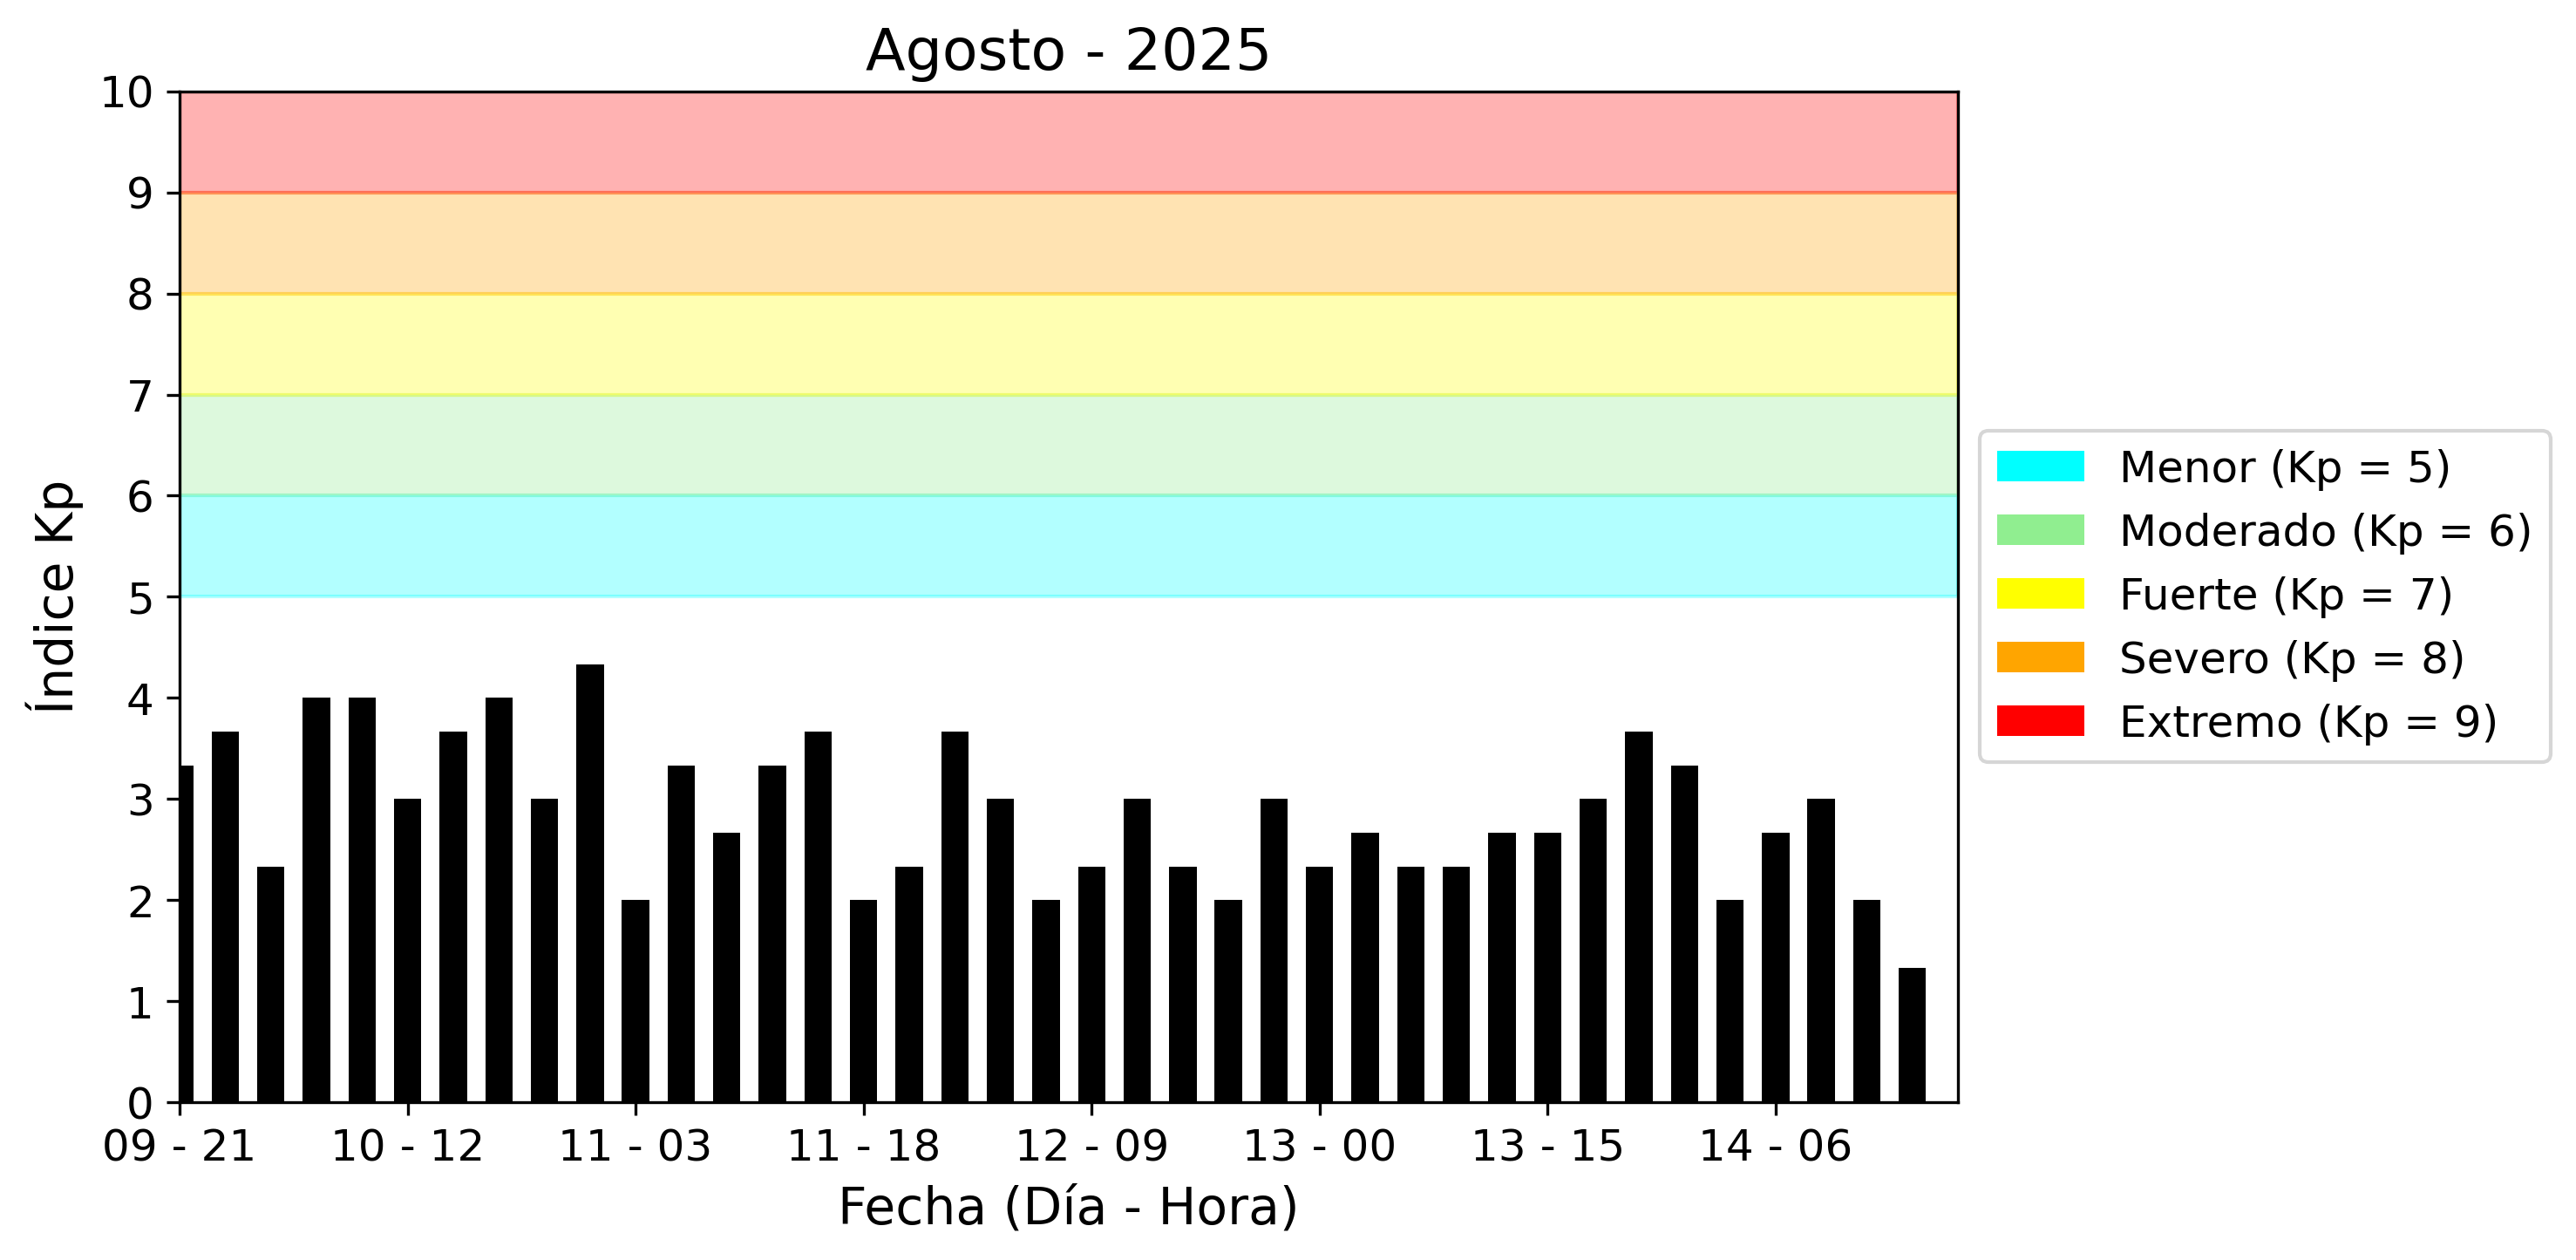 Agosto - 2025
10
9
8
7
6
5
4
3
2
1
0
Índice Kp
09 - 21
10 - 12
11 - 03
11 - 18
12 - 09
13 - 00
13 - 15
14 - 06
Fecha (Día - Hora)
Menor (Kp = 5)
Moderado (Kp = 6)
Fuerte (Kp = 7)
Severo (Kp = 8)
Extremo (Kp = 9)